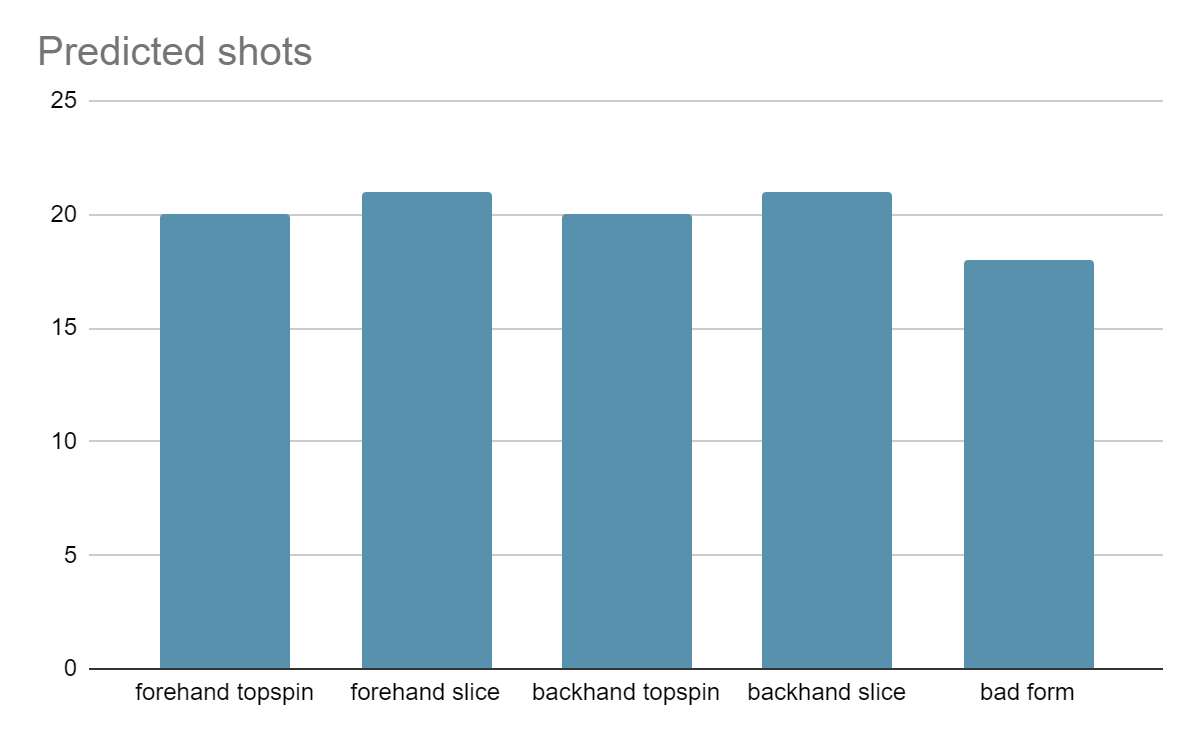 Predicted shots
25
20
15
10
5
0
forehand topspin
forehand slice
backhand topspin
backhand slice
bad form